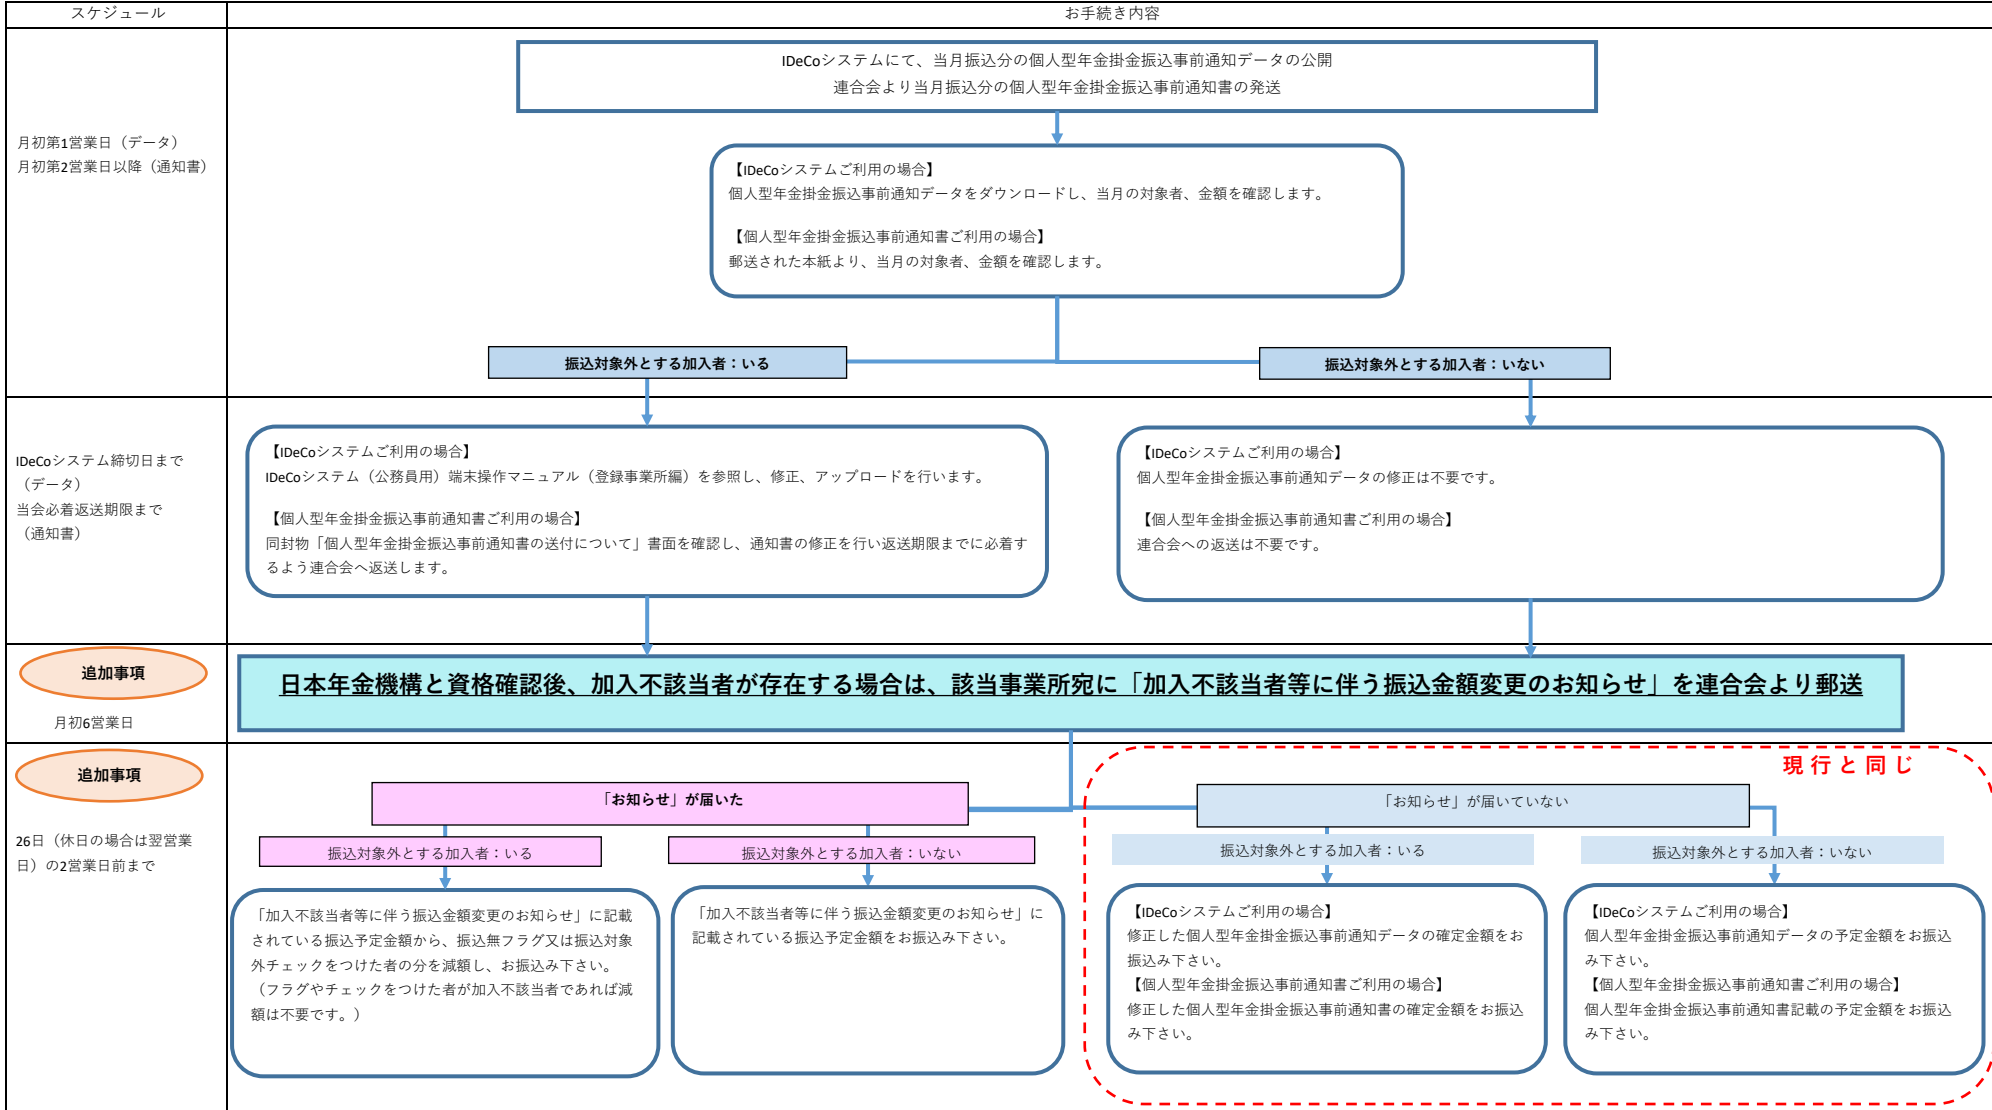 スケジュール
お手続き内容
月初第1営業日（データ）
月初第2営業日以降（通知書）
IDeCoシステムにて、当月振込分の個人型年金掛金振込事前通知データの公開
連合会より当月振込分の個人型年金掛金振込事前通知書の発送
【IDeCoシステムご利用の場合】
個人型年金掛金振込事前通知データをダウンロードし、当月の対象者、金額を確認します。
【個人型年金掛金振込事前通知書ご利用の場合】
郵送された本紙より、当月の対象者、金額を確認します。
振込対象外とする加入者：いる
振込対象外とする加入者：いない
IDeCoシステム締切日まで
（データ）
当会必着返送期限まで
（通知書）
【IDeCoシステムご利用の場合】
IDeCoシステム（公務員用）端末操作マニュアル（登録事業所編）を参照し、修正、アップロードを行います。
【個人型年金掛金振込事前通知書ご利用の場合】
同封物「個人型年金掛金振込事前通知書の送付について」書面を確認し、通知書の修正を行い返送期限までに必着す
るよう連合会へ返送します。
【IDeCoシステムご利用の場合】
個人型年金掛金振込事前通知データの修正は不要です。
【個人型年金掛金振込事前通知書ご利用の場合】
連合会への返送は不要です。
追加事項
月初6営業日
日本年金機構と資格確認後、加入不該当者が存在する場合は、該当事業所宛に「加入不該当者等に伴う振込金額変更のお知らせ」を連合会より郵送
追加事項
26日（休日の場合は翌営業
日）の2営業日前まで
「お知らせ」が届いた
振込対象外とする加入者：いる
振込対象外とする加入者：いない
「加入不該当者等に伴う振込金額変更のお知らせ」に記載
されている振込予定金額から、振込無フラグ又は振込対象
外チェックをつけた者の分を減額し、お振込み下さい。
（フラグやチェックをつけた者が加入不該当者であれば減
額は不要です。）
「加入不該当者等に伴う振込金額変更のお知らせ」に
記載されている振込予定金額をお振込み下さい。
現行と同じ
「お知らせ」が届いていない
振込対象外とする加入者：いる
振込対象外とする加入者：いない
【IDeCoシステムご利用の場合】
修正した個人型年金掛金振込事前通知データの確定金額をお
振込み下さい。
【個人型年金掛金振込事前通知書ご利用の場合】
修正した個人型年金掛金振込事前通知書の確定金額をお振込
み下さい。
【IDeCoシステムご利用の場合】
個人型年金掛金振込事前通知データの予定金額をお振込
み下さい。
【個人型年金掛金振込事前通知書ご利用の場合】
個人型年金掛金振込事前通知書記載の予定金額をお振込
み下さい。